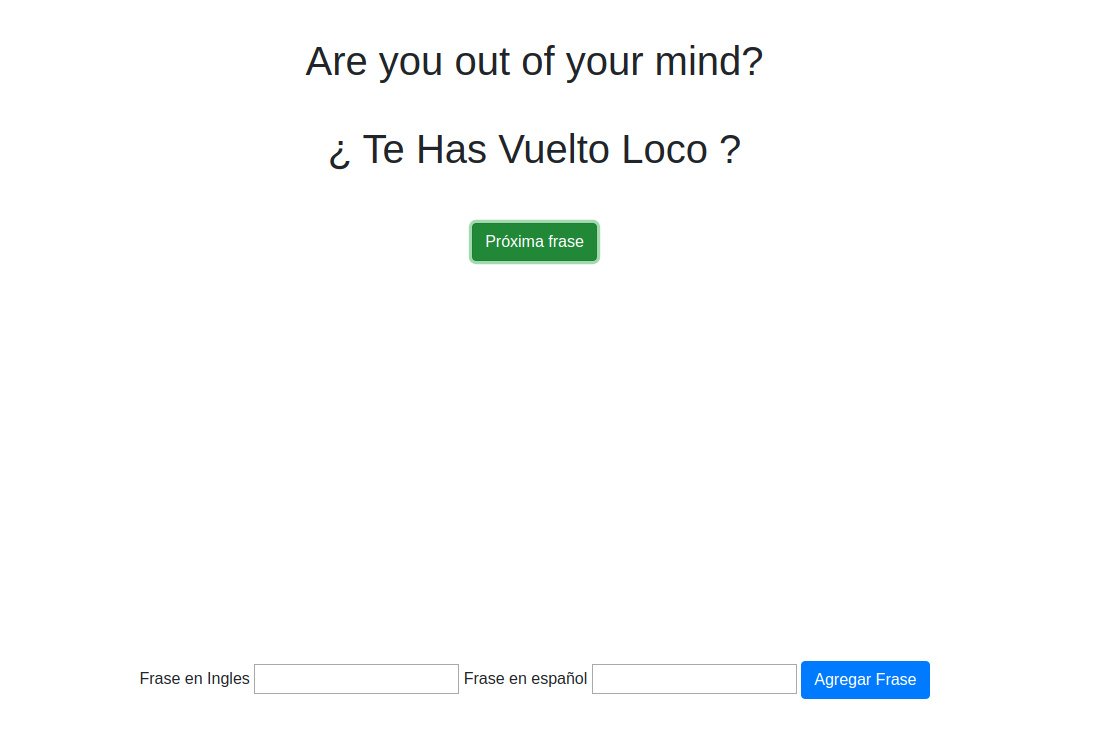 Are you out of your mind?
¿ Te Has Vuelto Loco ?
Próxima frase
Frase en Ingles Frase en español Agregar Frase